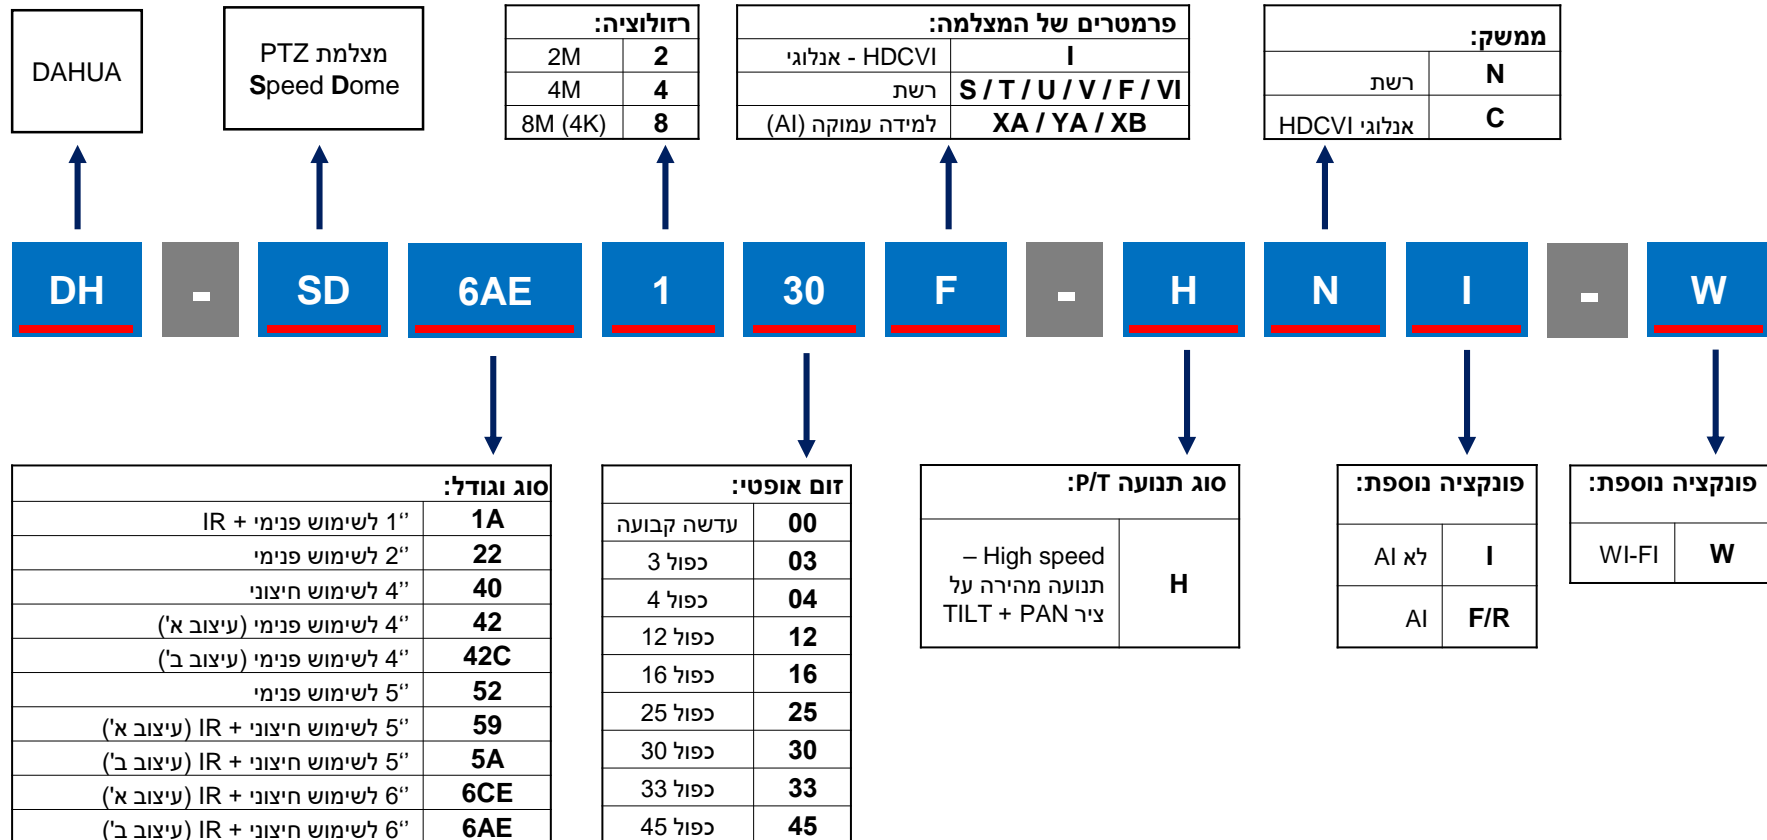 DAHUA
מצלמת PTZ
Speed Dome
רזולוציה:
2 2M
4 4M
8 8M (4K)
פרמטרים של המצלמה:
I HDCVI - אנלוגי
S / T / U / V / F / VI רשת
XA / YA / XB למידה עמוקה (AI)
ממשק:
N רשת
C אנלוגי HDCVI
DH - SD 6AE 1 30 F - H N I - W
סוג וגודל:
1A 1'' לשימוש פנימי + IR
22 2'' לשימוש פנימי
40 4'' לשימוש חיצוני
42 4'' לשימוש פנימי (עיצוב א')
42C 4'' לשימוש פנימי (עיצוב ב')
52 5'' לשימוש פנימי
59 5'' לשימוש חיצוני + IR (עיצוב א')
5A 5'' לשימוש חיצוני + IR (עיצוב ב')
6CE 6'' לשימוש חיצוני + IR (עיצוב א')
6AE 6'' לשימוש חיצוני + IR (עיצוב ב')
זום אופטי:
00 עדשה קבועה
03 כפול 3
04 כפול 4
12 כפול 12
16 כפול 16
25 כפול 25
30 כפול 30
33 כפול 33
45 כפול 45
סוג תנועה P/T:
H
High speed –
תנועה מהירה על
ציר TILT + PAN
פונקציה נוספת:
I לא AI
F/R AI
פונקציה נוספת:
W WI-FI